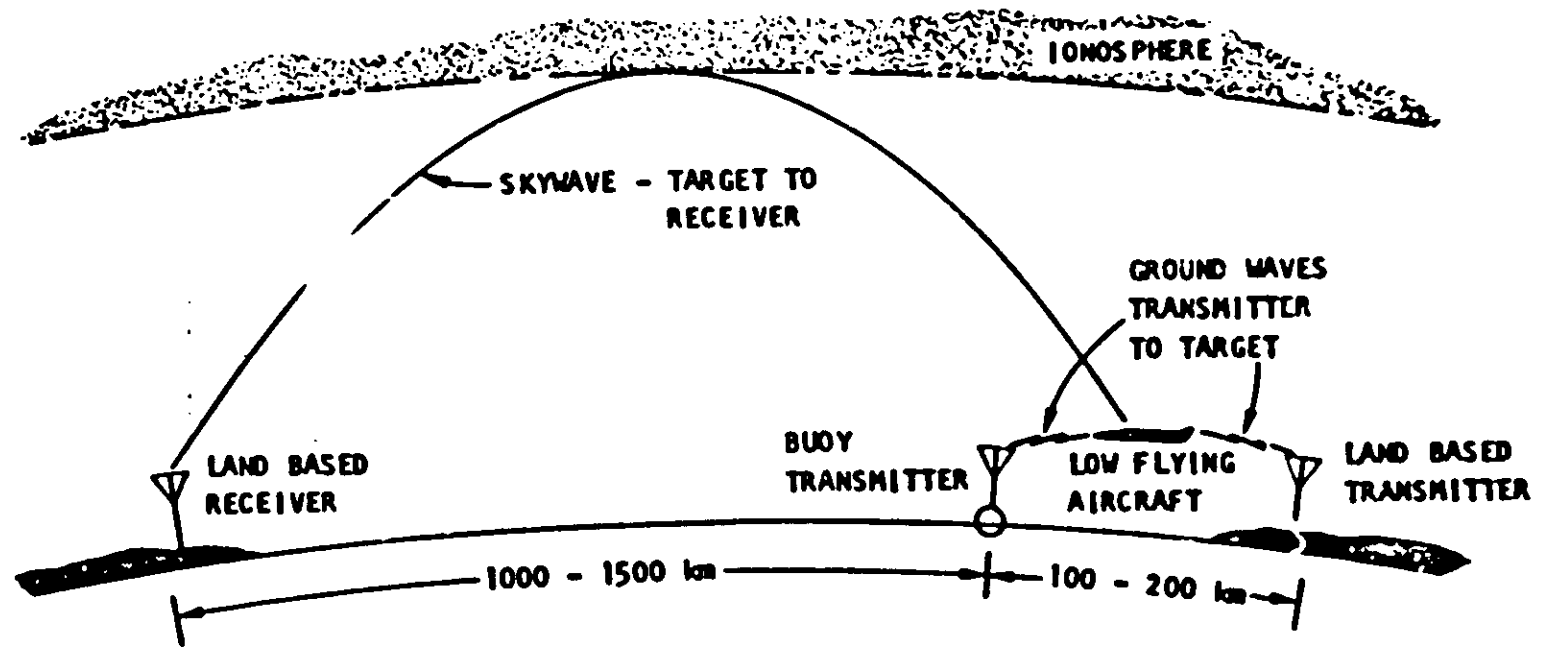 IONOSPHERE
SKYWAVE - TARGET TO
RECEIVER
GROUND WAVES
TRANSMITTER
TO TARGET
BUOY
TRANSMITTER
LOW FLYING
AIRCRAFT
LAND BASED
TRANSMITTER
LAND BASED
RECEIVER
1000 - 1500 km
100 - 200 km